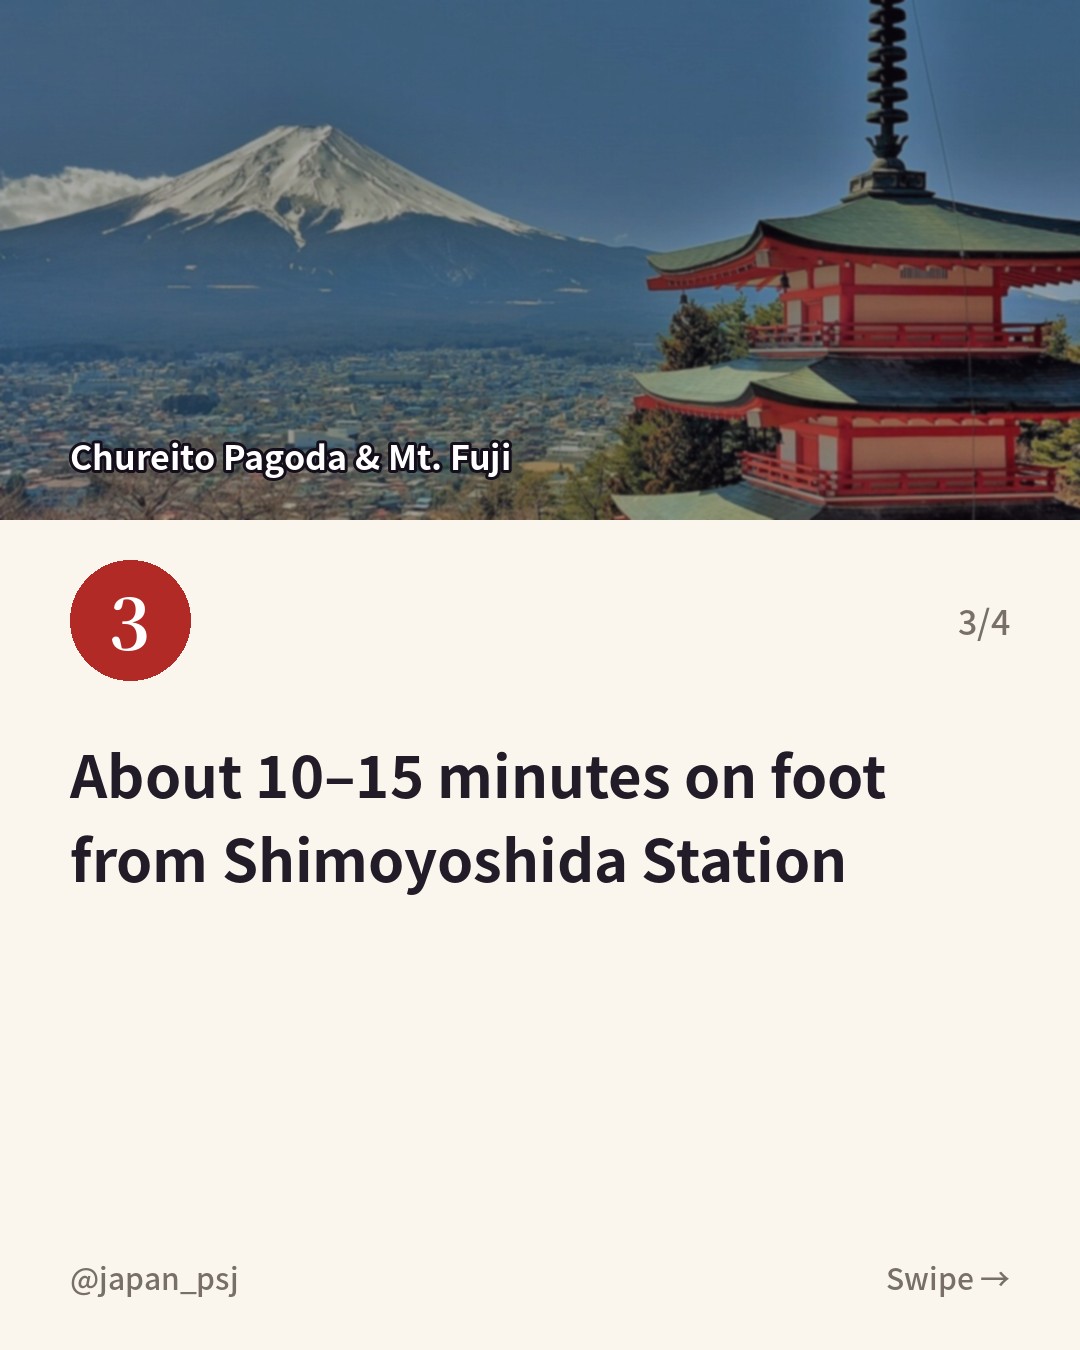 Chureito Pagoda & Mt. Fuji
3
3/4
About 10–15 minutes on foot
from Shimoyoshida Station
@japan_psj
Swipe →